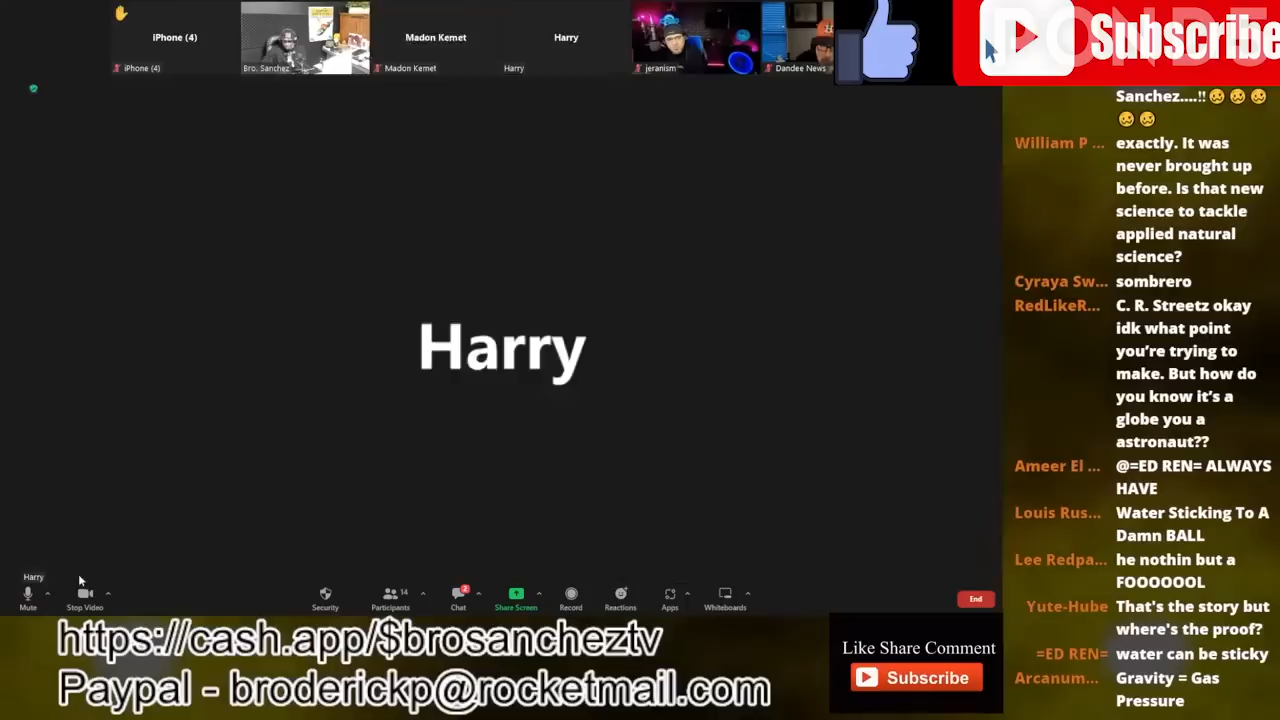 iPhone (4)
Madon Kemet
Harry
iPhone (4)
Bro. Sanchez
Madon Kemet
Harry
jeranism
Dandee News
Subscribe
Sanchez....!!🥴🥴🥴
🥴🥴
William P ... exactly. It was
never brought up
before. Is that new
science to tackle
applied natural
science?
Cyraya Sw... sombrero
RedLikeR... C. R. Streetz okay
idk what point
you're trying to
make. But how do
you know it's a
globe you a
astronaut??
Ameer El ... @=ED REN= ALWAYS
HAVE
Louis Rus... Water Sticking To A
Damn BALL
Lee Redpa... he nothin but a
FOOOOOOL
Yute-Hube That's the story but
where's the proof?
=ED REN= water can be sticky
Arcanum... Gravity = Gas
Pressure
Harry
Harry
Mute
Stop Video
Security
14
Participants
2
Chat
Share Screen
Record
Reactions
Apps
Whiteboards
End
https://cash.app/$brosancheztv
Paypal - broderickp@rocketmail.com
Like Share Comment
Subscribe